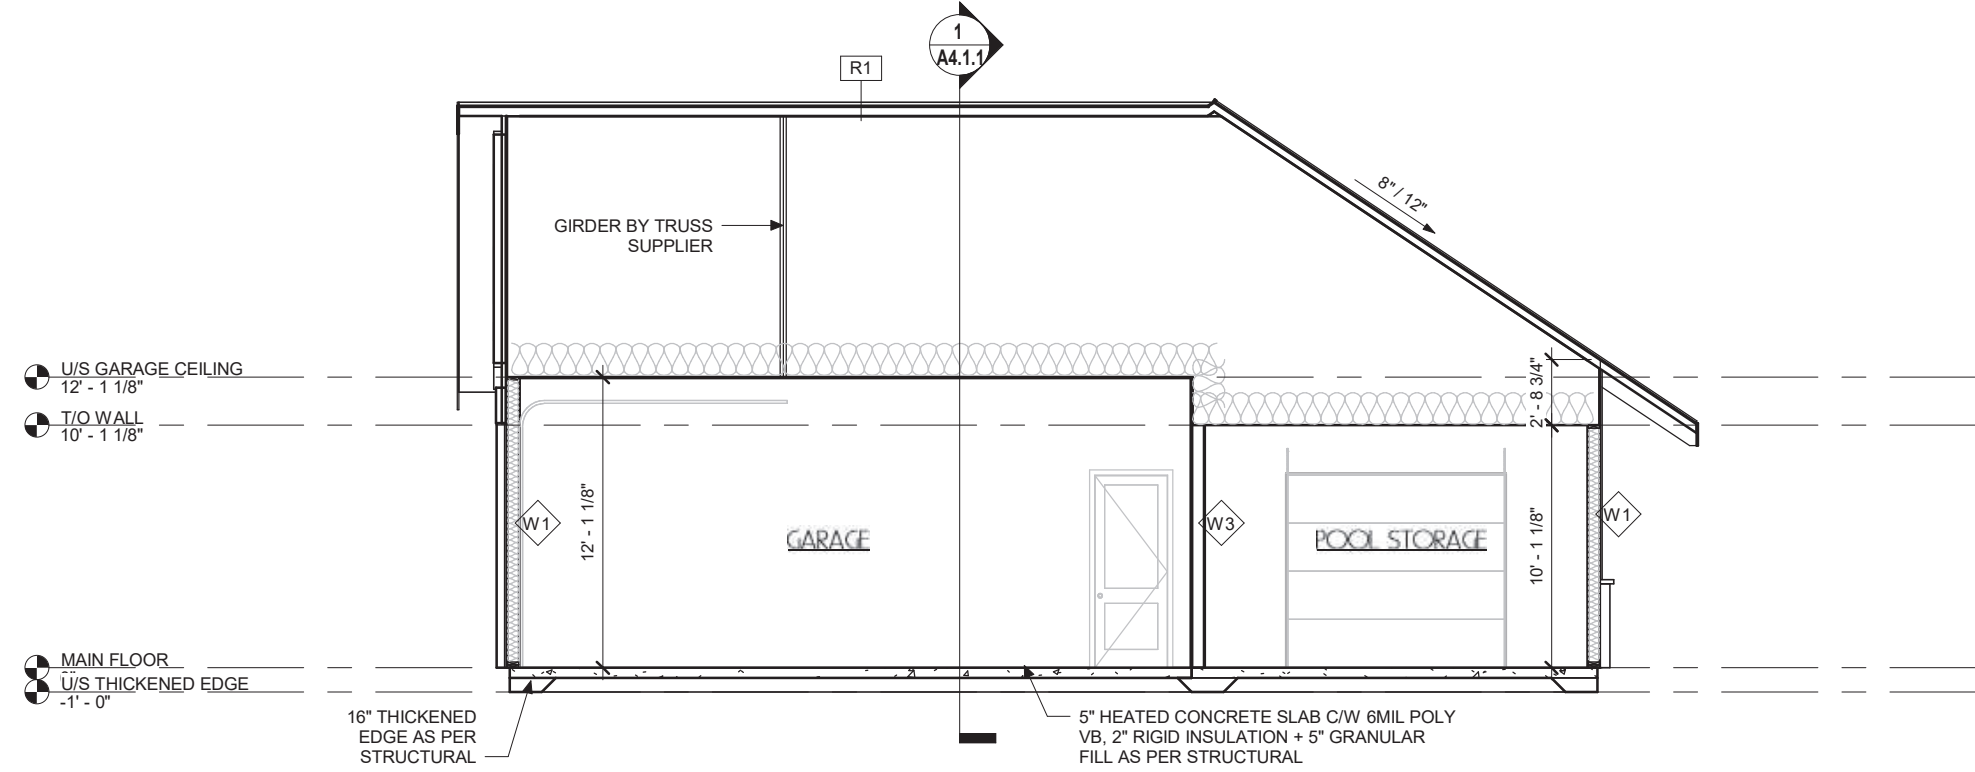 1
A4.1.1
R1
8" / 12"
GIRDER BY TRUSS
SUPPLIER
U/S GARAGE CEILING
12' - 1 1/8"
T/O WALL
10' - 1 1/8"
2' - 8 3/4"
W1
12' - 1 1/8"
GARAGE
W3
POOL STORAGE
10' - 1 1/8"
W1
MAIN FLOOR
U/S THICKENED EDGE
-1' - 0"
16" THICKENED
EDGE AS PER
STRUCTURAL
5" HEATED CONCRETE SLAB C/W 6MIL POLY
VB, 2" RIGID INSULATION + 5" GRANULAR
FILL AS PER STRUCTURAL